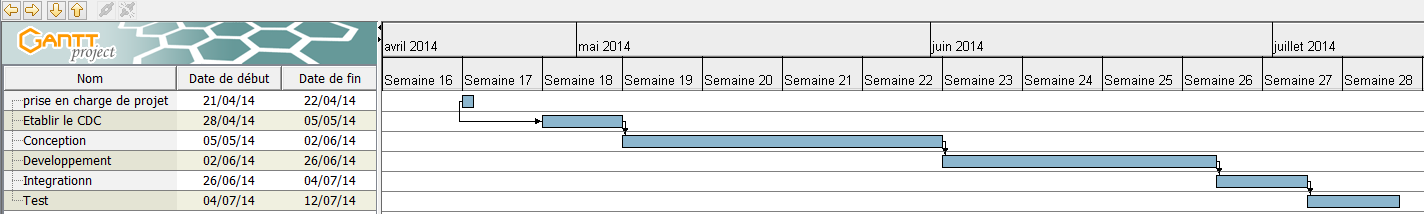 GANTT
project
avril 2014 mai 2014 juin 2014 juillet 2014
Nom Date de début Date de fin Semaine 16 Semaine 17 Semaine 18 Semaine 19 Semaine 20 Semaine 21 Semaine 22 Semaine 23 Semaine 24 Semaine 25 Semaine 26 Semaine 27 Semaine 28
prise en charge de projet 21/04/14 22/04/14
Etablir le CDC 28/04/14 05/05/14
Conception 05/05/14 02/06/14
Developpement 02/06/14 26/06/14
Integrationn 26/06/14 04/07/14
Test 04/07/14 12/07/14